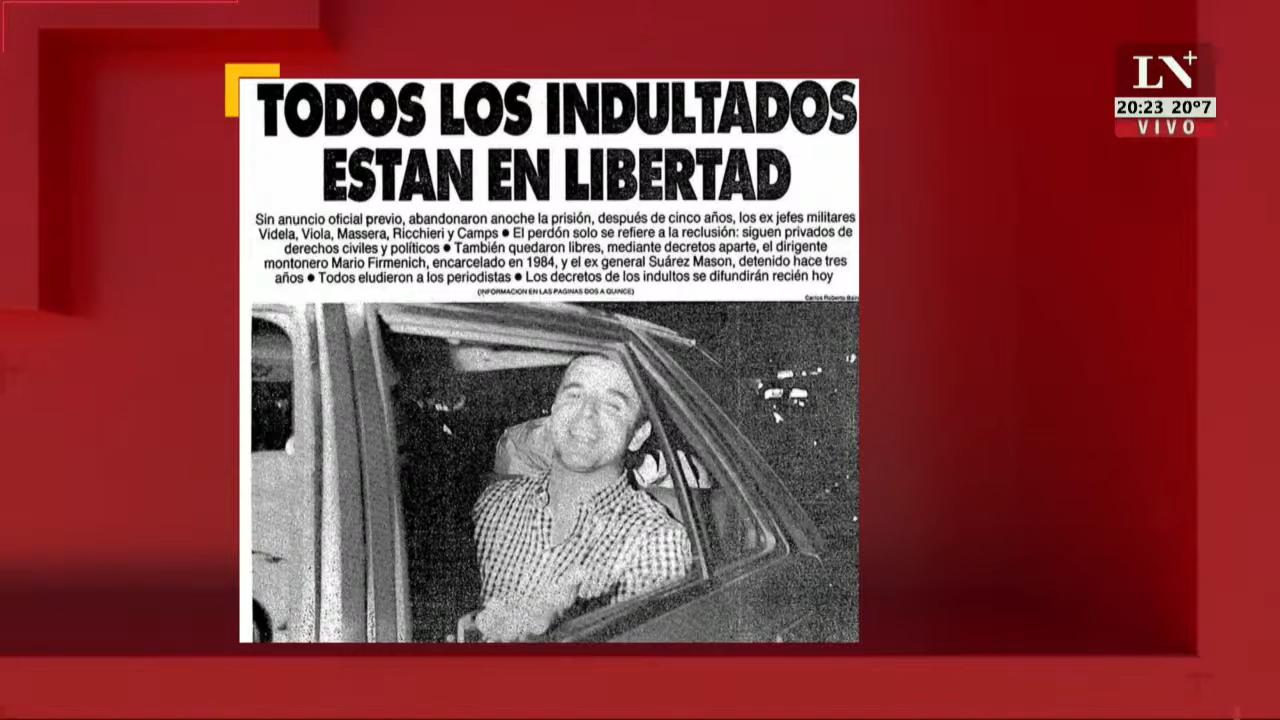 TODOS LOS INDULTADOS
ESTAN EN LIBERTAD
Sin anuncio oficial previo, abandonaron anoche la prisión, después de cinco años, los ex jefes militares
Videla, Viola, Massera, Ricchieri y Camps ● El perdón solo se refiere a la reclusión: siguen privados de
derechos civiles y políticos ● También quedaron libres, mediante decretos aparte, el dirigente
montonero Mario Firmenich, encarcelado en 1984, y el ex general Suárez Mason, detenido hace tres
años ● Todos eludieron a los periodistas ● Los decretos de los indultos se difundirán recién hoy
(INFORMACION EN LAS PAGINAS DOS A QUINCE)
Carlos Roberto
LN+
20:23 20°7
VIVO